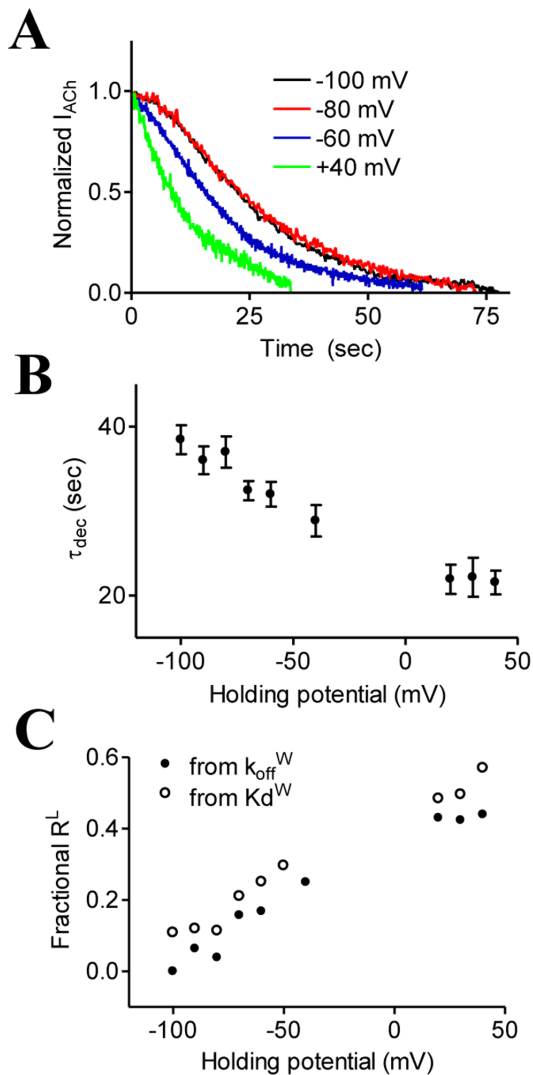 A
Normalized I_ACh
1.0
0.5
0.0
-100 mV
-80 mV
-60 mV
+40 mV
0
25
50
75
Time (sec)
B
τ_dec (sec)
40
20
-100
-50
0
50
Holding potential (mV)
C
Fractional R^L
0.6
0.4
0.2
0.0
from k_off^W
from Kd^W
-100
-50
0
50
Holding potential (mV)